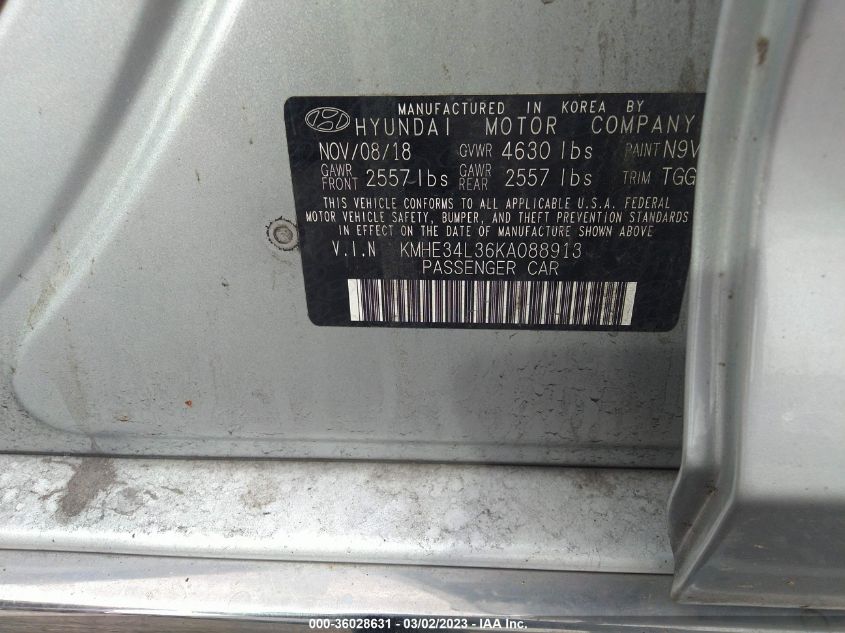 MANUFACTURED IN KOREA BY
HYUNDAI MOTOR COMPANY
NOV/08/18 GVWR 4630 lbs PAINT N9V
GAWR FRONT 2557 lbs GAWR REAR 2557 lbs TRIM TGG
THIS VEHICLE CONFORMS TO ALL APPLICABLE U.S.A. FEDERAL
MOTOR VEHICLE SAFETY, BUMPER, AND THEFT PREVENTION STANDARDS
IN EFFECT ON THE DATE OF MANUFACTURE SHOWN ABOVE
V.I.N KMHE34L36KA088913
PASSENGER CAR
000-36028631 - 03/02/2023 - IAA Inc.